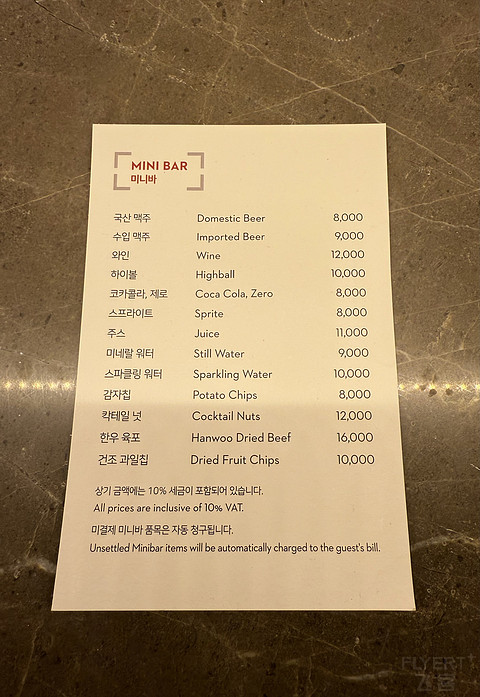 MINI BAR
미니바
국산 맥주 Domestic Beer 8,000
수입 맥주 Imported Beer 9,000
와인 Wine 12,000
하이볼 Highball 10,000
코카콜라, 제로 Coca Cola, Zero 8,000
스프라이트 Sprite 8,000
주스 Juice 11,000
미네랄 워터 Still Water 9,000
스파클링 워터 Sparkling Water 10,000
감자칩 Potato Chips 8,000
칵테일 넛 Cocktail Nuts 12,000
한우 육포 Hanwoo Dried Beef 16,000
건조 과일칩 Dried Fruit Chips 10,000
상기 금액에는 10% 세금이 포함되어 있습니다.
All prices are inclusive of 10% VAT.
미결제 미니바 품목은 자동 청구됩니다.
Unsettled Minibar items will be automatically charged to the guest's bill.
FLYERT